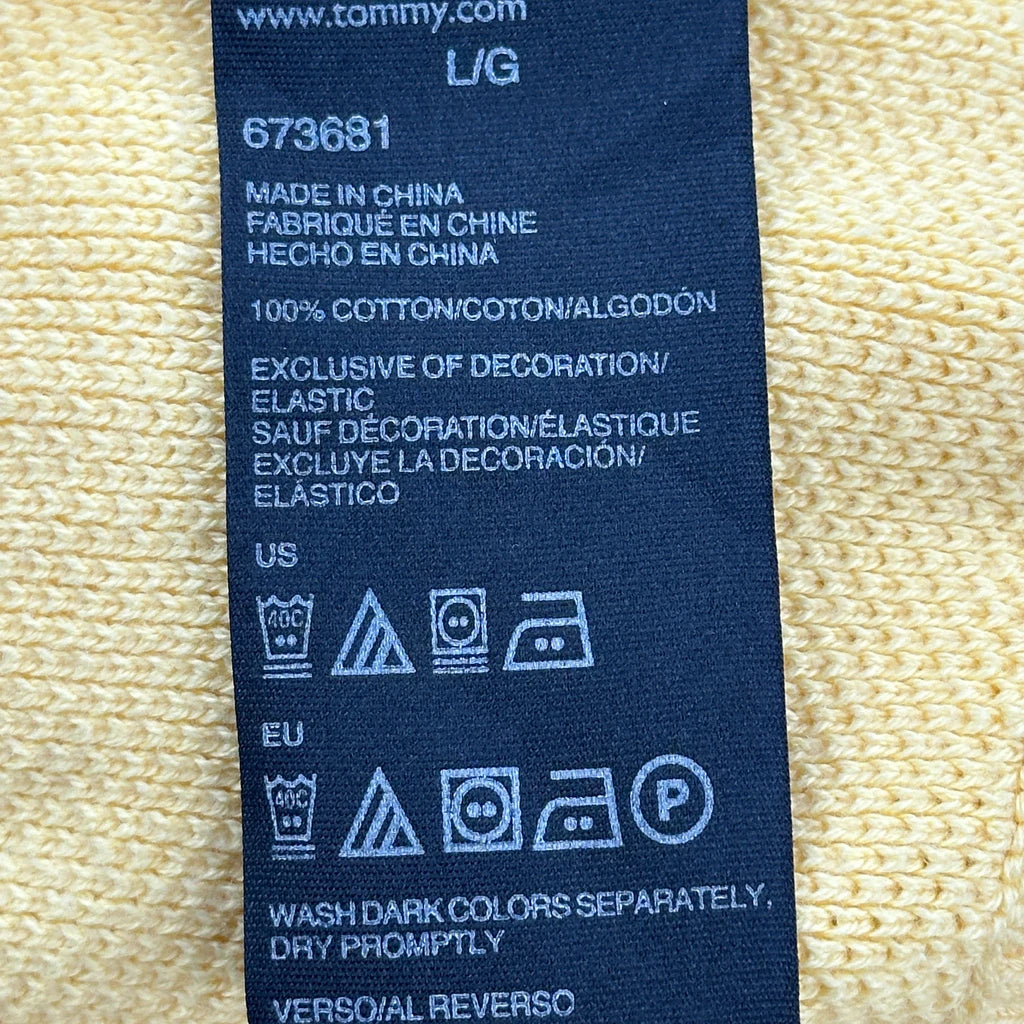 www.tommy.com
L/G
673681
MADE IN CHINA
FABRIQUÉ EN CHINE
HECHO EN CHINA
100% COTTON/COTON/ALGODÓN
EXCLUSIVE OF DECORATION/
ELASTIC
SAUF DÉCORATION/ÉLASTIQUE
EXCLUYE LA DECORACIÓN/
ELÁSTICO
US
40C
EU
40C P
WASH DARK COLORS SEPARATELY,
DRY PROMPTLY
VERSO/AL REVERSO